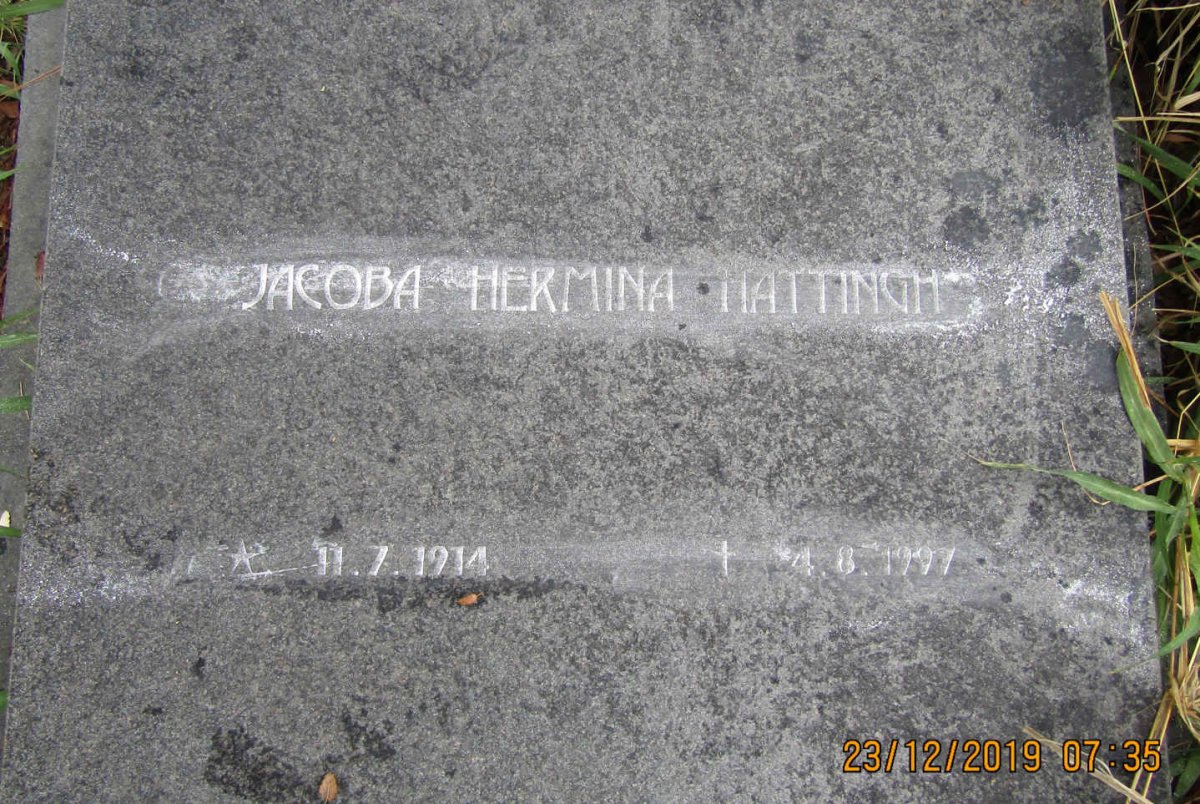 JACOBA HERMINA HATTINGH
★ 11.7.1914 † 4.8.1997
23/12/2019 07:35